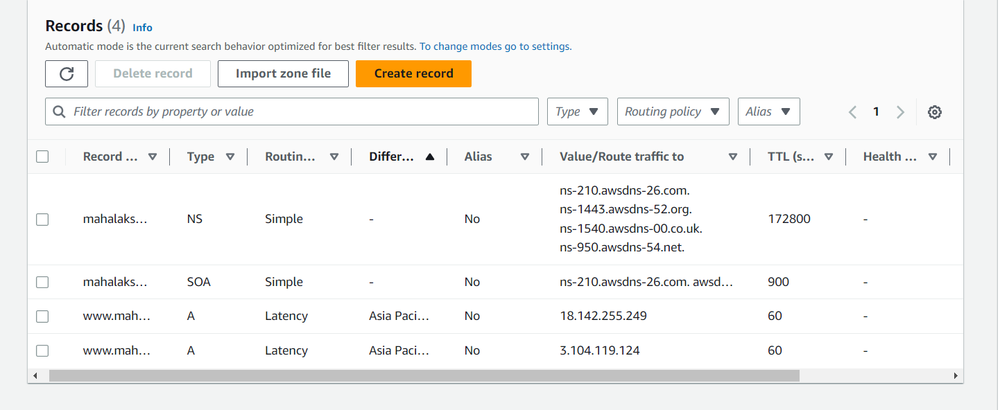 Records (4) Info
Automatic mode is the current search behavior optimized for best filter results. To change modes go to settings.
Delete record Import zone file Create record
Filter records by property or value Type Routing policy Alias 1
Record ... Type Routin... Differ... Alias Value/Route traffic to TTL (s... Health ...
ns-210.awsdns-26.com.
ns-1443.awsdns-52.org.
mahalaks... NS Simple - No 172800 -
ns-1540.awsdns-00.co.uk.
ns-950.awsdns-54.net.
mahalaks... SOA Simple - No ns-210.awsdns-26.com. awsd... 900 -
www.mah... A Latency Asia Paci... No 18.142.255.249 60 -
www.mah... A Latency Asia Paci... No 3.104.119.124 60 -